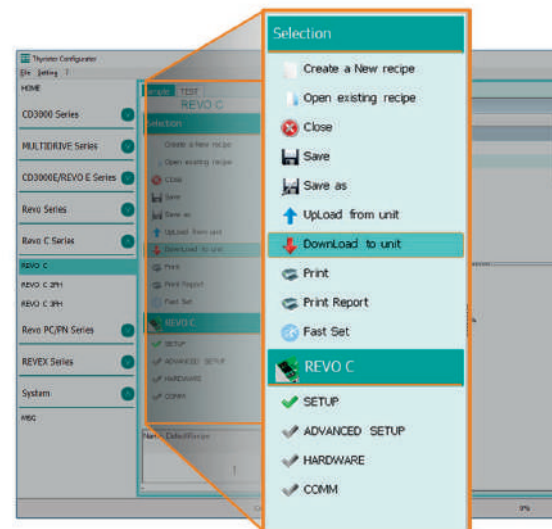 Thyristor Configurator
File Setting ?
HOME
CD3000 Series
MULTIDRIVE Series
CD3000E/REVO E Series
Revo Series
Revo C Series
REVO C
REVO C 2PH
REVO C 3PH
Revo PC/PN Series
REVEX Series
System
MSG
TEST
REVO C
Selection
Create a New recipe
Open existing recipe
Close
Save
Save as
UpLoad from unit
DownLoad to unit
Print
Print Report
Fast Set
REVO C
SETUP
ADVANCED SETUP
HARDWARE
COMM
Name: DefaultRecipe
Selection
Create a New recipe
Open existing recipe
Close
Save
Save as
UpLoad from unit
DownLoad to unit
Print
Print Report
Fast Set
REVO C
SETUP
ADVANCED SETUP
HARDWARE
COMM